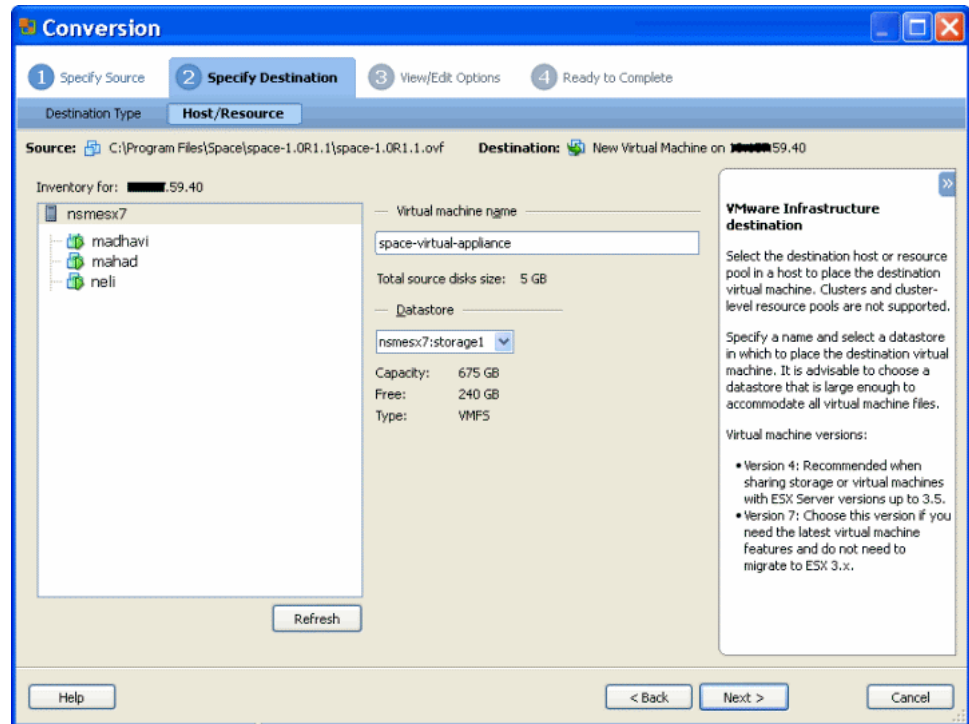 Conversion
1 Specify Source 2 Specify Destination 3 View/Edit Options 4 Ready to Complete
Destination Type Host/Resource
Source: C:\Program Files\Space\space-1.0R1.1\space-1.0R1.1.ovf Destination: New Virtual Machine on 59.40
Inventory for: .59.40
nsmesx7
madhavi
mahad
neli
Refresh
Virtual machine name
space-virtual-appliance
Total source disks size: 5 GB
Datastore
nsmesx7:storage1
Capacity: 675 GB
Free: 240 GB
Type: VMFS
»
VMware Infrastructure
destination
Select the destination host or resource
pool in a host to place the destination
virtual machine. Clusters and cluster-
level resource pools are not supported.
Specify a name and select a datastore
in which to place the destination virtual
machine. It is advisable to choose a
datastore that is large enough to
accommodate all virtual machine files.
Virtual machine versions:
• Version 4: Recommended when
sharing storage or virtual machines
with ESX Server versions up to 3.5.
• Version 7: Choose this version if you
need the latest virtual machine
features and do not need to
migrate to ESX 3.x.
Help < Back Next > Cancel